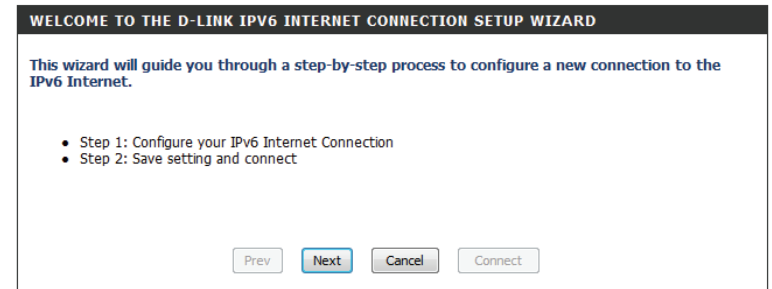 WELCOME TO THE D-LINK IPV6 INTERNET CONNECTION SETUP WIZARD
This wizard will guide you through a step-by-step process to configure a new connection to the
IPv6 Internet.
• Step 1: Configure your IPv6 Internet Connection
• Step 2: Save setting and connect
Prev Next Cancel Connect